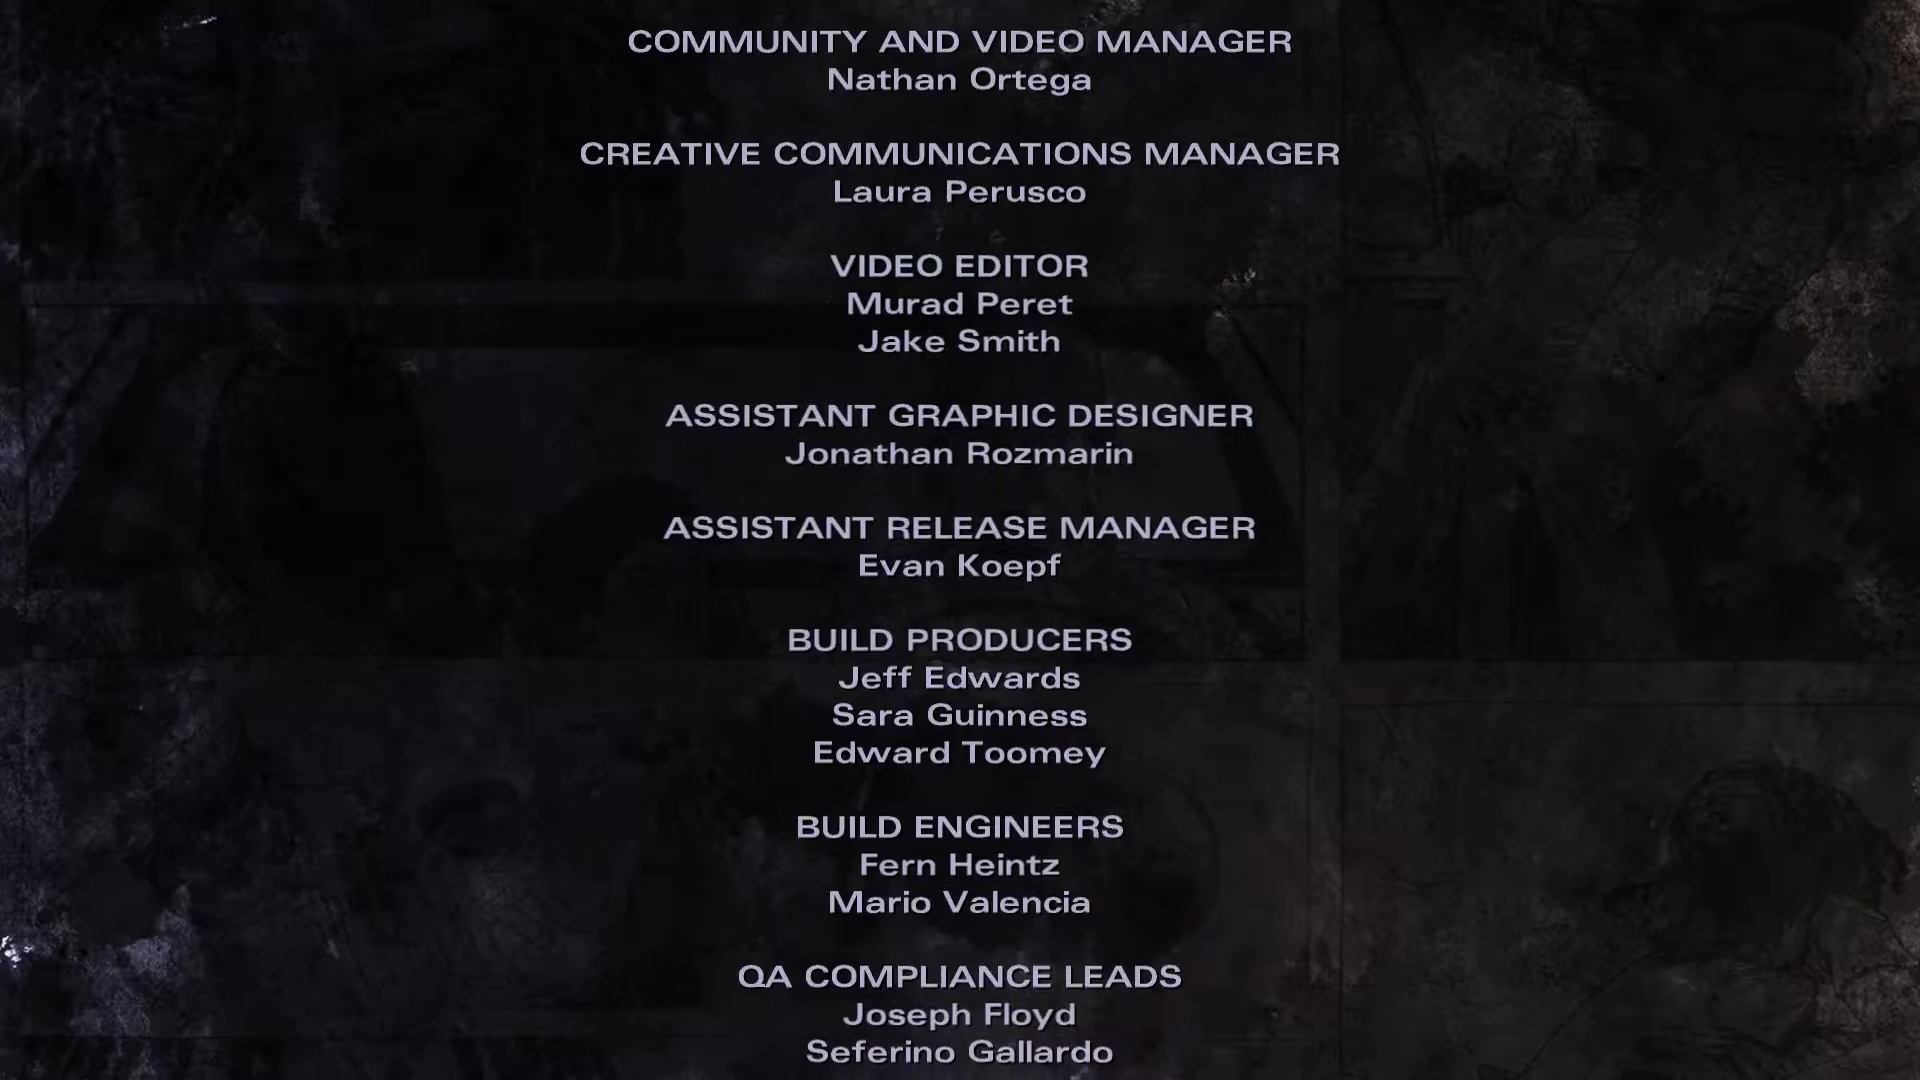 COMMUNITY AND VIDEO MANAGER
Nathan Ortega
CREATIVE COMMUNICATIONS MANAGER
Laura Perusco
VIDEO EDITOR
Murad Peret
Jake Smith
ASSISTANT GRAPHIC DESIGNER
Jonathan Rozmarin
ASSISTANT RELEASE MANAGER
Evan Koepf
BUILD PRODUCERS
Jeff Edwards
Sara Guinness
Edward Toomey
BUILD ENGINEERS
Fern Heintz
Mario Valencia
QA COMPLIANCE LEADS
Joseph Floyd
Seferino Gallardo